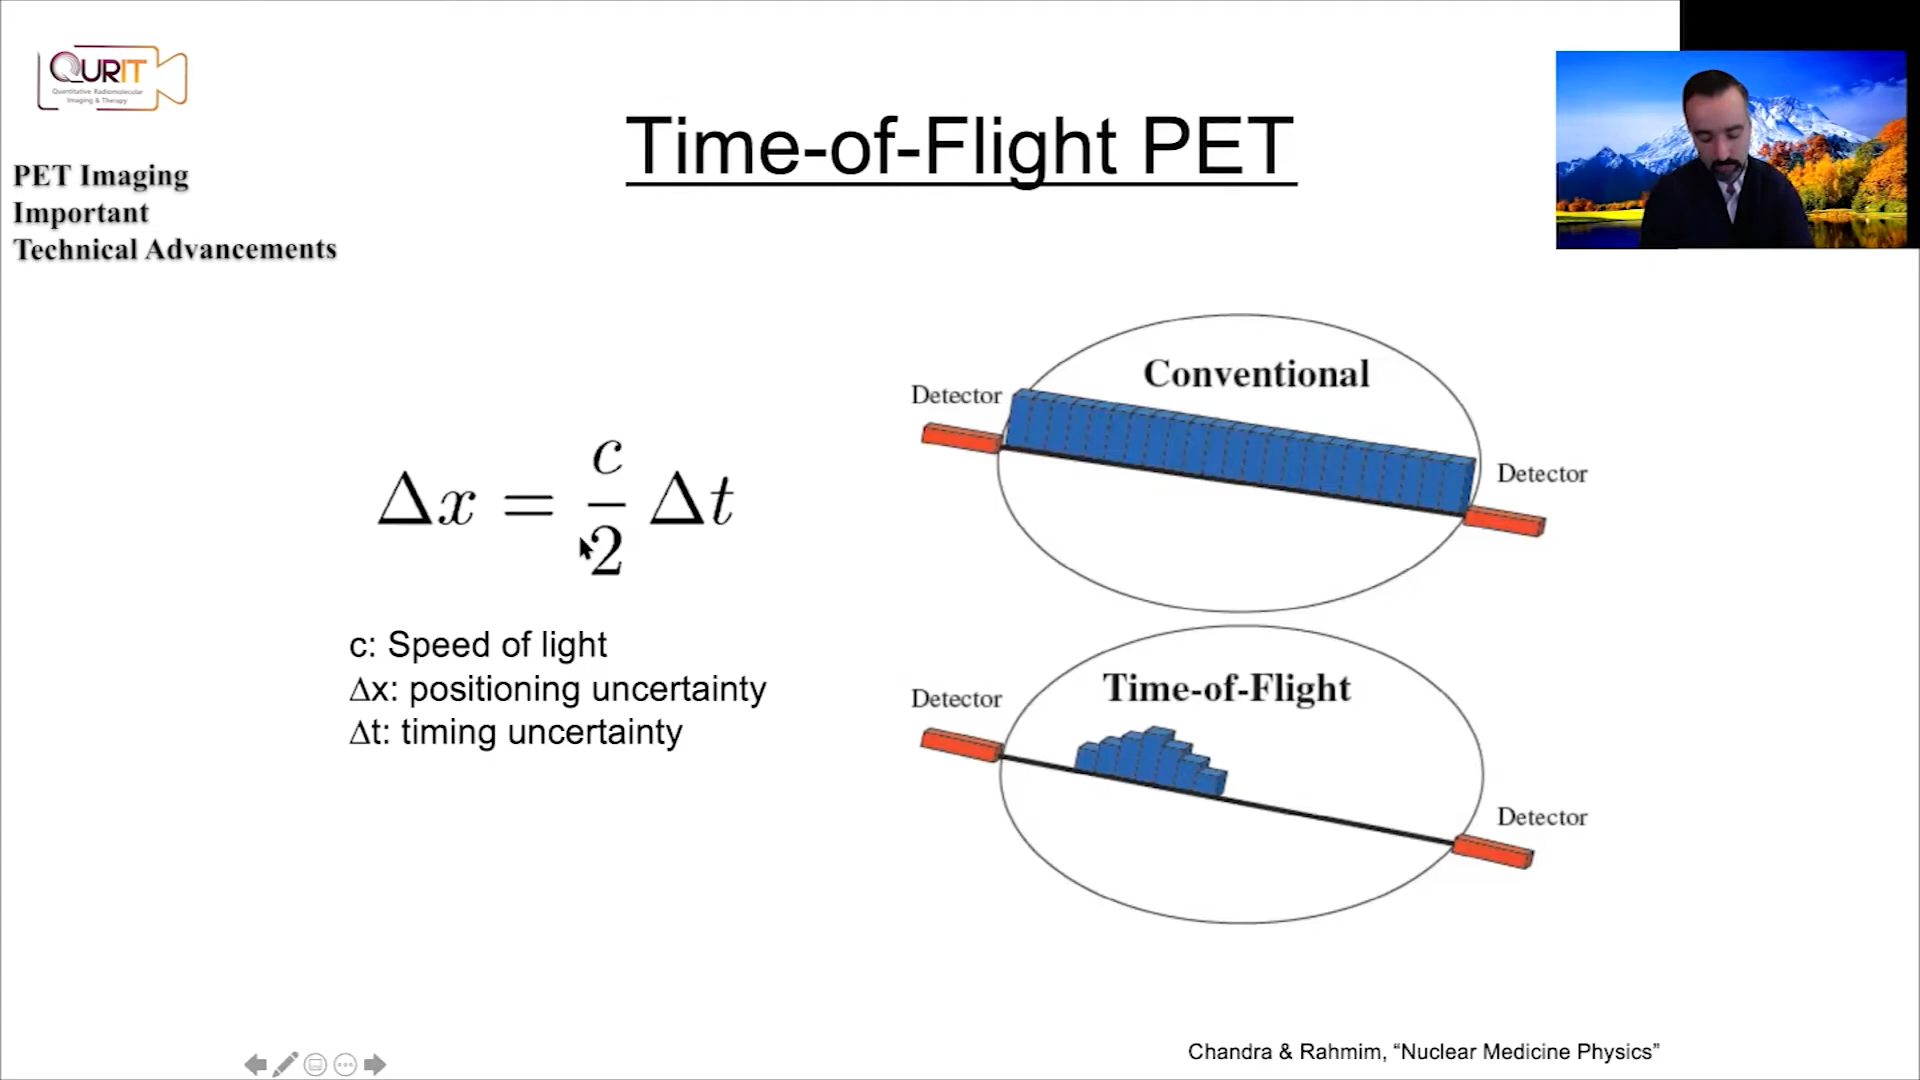 QURIT
Quantitative Radiomolecular
Imaging & Therapy
PET Imaging
Important
Technical Advancements
Time-of-Flight PET
Δx = c/2 Δt
c: Speed of light
Δx: positioning uncertainty
Δt: timing uncertainty
Conventional
Detector
Detector
Time-of-Flight
Detector
Detector
Chandra & Rahmim, “Nuclear Medicine Physics”